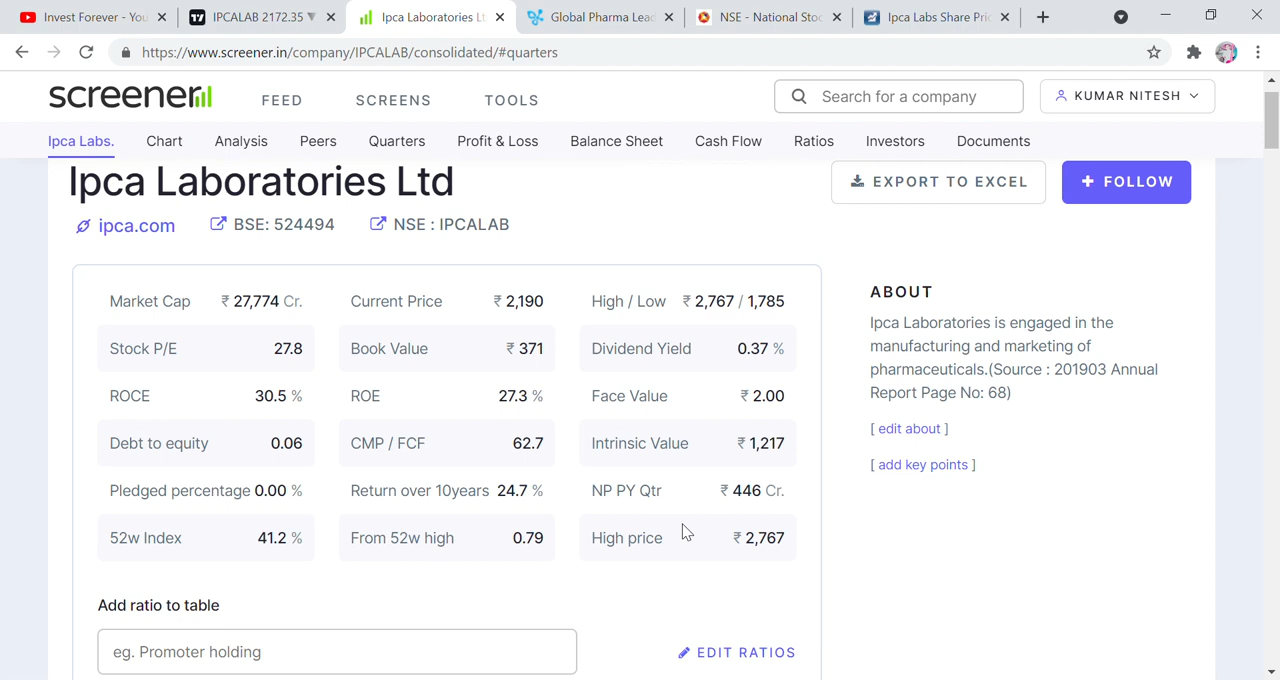 Invest Forever - You
IPCALAB 2172.35 ▼
Ipca Laboratories Lt
Global Pharma Lead
NSE - National Stoc
Ipca Labs Share Pric
https://www.screener.in/company/IPCALAB/consolidated/#quarters
screener
FEED
SCREENS
TOOLS
Search for a company
KUMAR NITESH
Ipca Labs.
Chart
Analysis
Peers
Quarters
Profit & Loss
Balance Sheet
Cash Flow
Ratios
Investors
Documents
Ipca Laboratories Ltd
EXPORT TO EXCEL
+ FOLLOW
ipca.com
BSE: 524494
NSE : IPCALAB
Market Cap ₹ 27,774 Cr.
Current Price ₹ 2,190
High / Low ₹ 2,767 / 1,785
Stock P/E 27.8
Book Value ₹ 371
Dividend Yield 0.37 %
ROCE 30.5 %
ROE 27.3 %
Face Value ₹ 2.00
Debt to equity 0.06
CMP / FCF 62.7
Intrinsic Value ₹ 1,217
Pledged percentage 0.00 %
Return over 10years 24.7 %
NP PY Qtr ₹ 446 Cr.
52w Index 41.2 %
From 52w high 0.79
High price ₹ 2,767
Add ratio to table
eg. Promoter holding
EDIT RATIOS
ABOUT
Ipca Laboratories is engaged in the
manufacturing and marketing of
pharmaceuticals.(Source : 201903 Annual
Report Page No: 68)
[ edit about ]
[ add key points ]